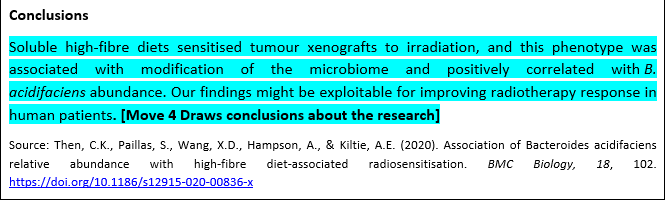 Conclusions
Soluble high-fibre diets sensitised tumour xenografts to irradiation, and this phenotype was
associated with modification of the microbiome and positively correlated with B.
acidifaciens abundance. Our findings might be exploitable for improving radiotherapy response in
human patients. [Move 4 Draws conclusions about the research]
Source: Then, C.K., Paillas, S., Wang, X.D., Hampson, A., & Kiltie, A.E. (2020). Association of Bacteroides acidifaciens
relative abundance with high-fibre diet-associated radiosensitisation. BMC Biology, 18, 102.
https://doi.org/10.1186/s12915-020-00836-x